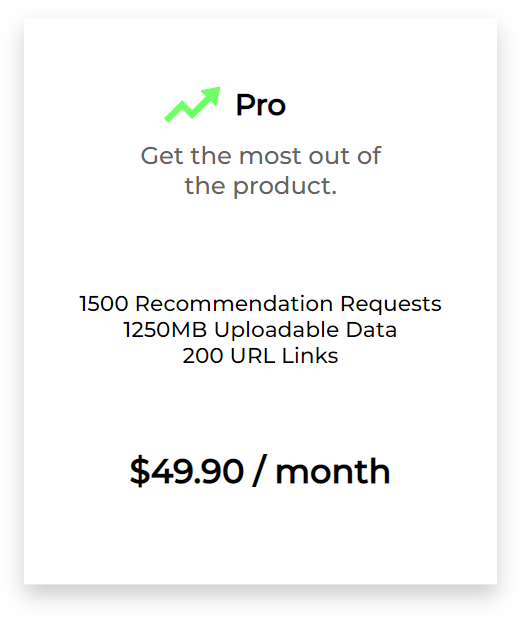 Pro
Get the most out of
the product.
1500 Recommendation Requests
1250MB Uploadable Data
200 URL Links
$49.90 / month